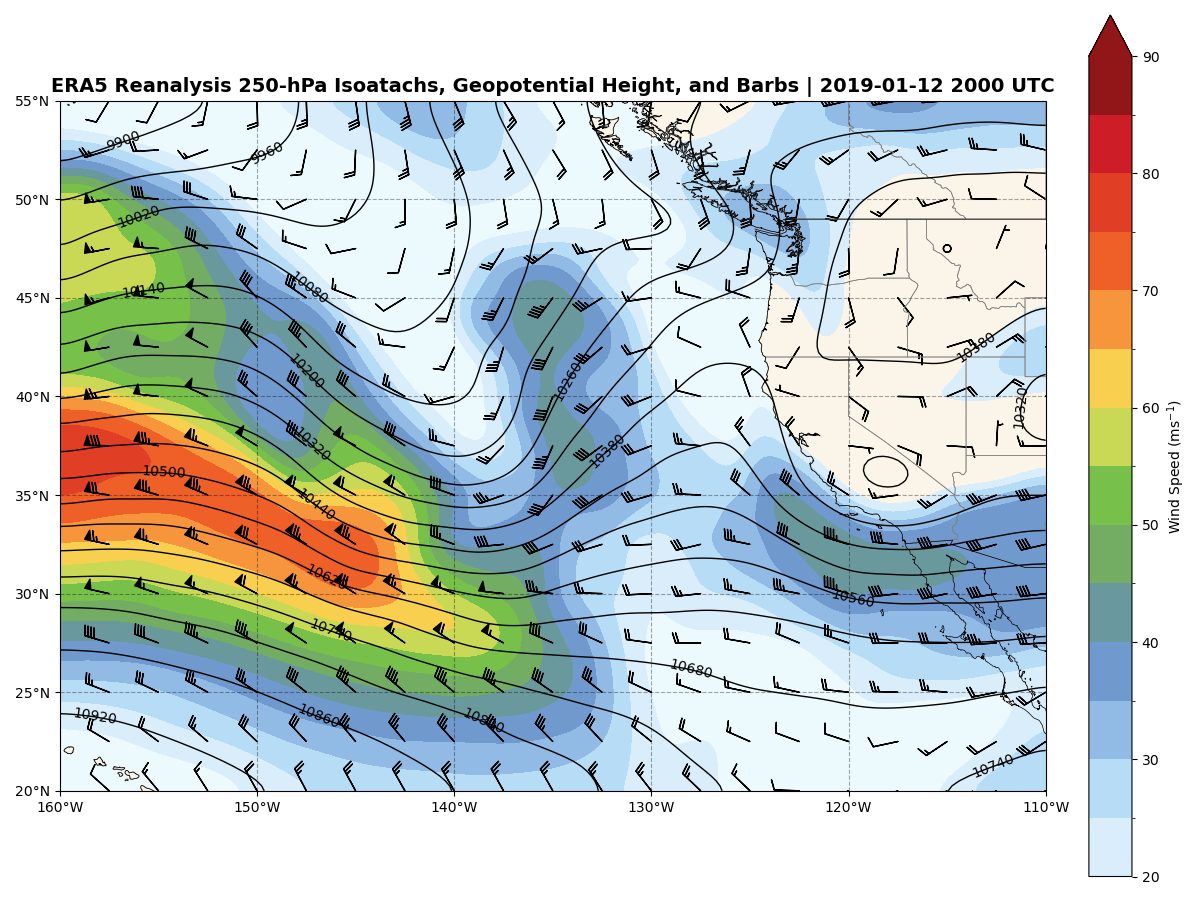 ERA5 Reanalysis 250-hPa Isoatachs, Geopotential Height, and Barbs | 2019-01-12 2000 UTC
90
80
70
60
50
40
30
20
Wind Speed (ms⁻¹)
55°N
50°N
45°N
40°N
35°N
30°N
25°N
20°N
160°W
150°W
140°W
130°W
120°W
110°W
9900
9960
10020
10080
10140
10200
10260
10380
10320
10320
10380
10500
10440
10620
10560
10740
10680
10920
10860
10800
10740